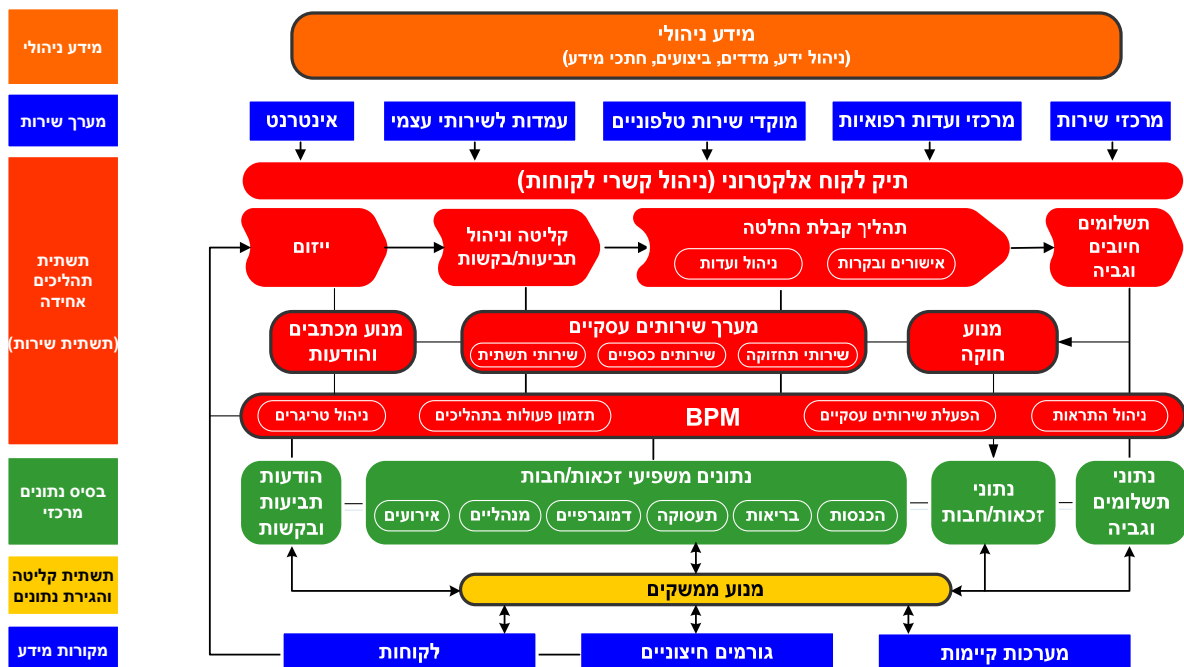 מידע ניהולי
מידע ניהולי
(ניהול ידע, מדדים, ביצועים, חתכי מידע)
מערך שירות
מרכזי שירות
מרכזי ועדות רפואיות
מוקדי שירות טלפוניים
עמדות לשירותי עצמי
אינטרנט
תשתית
תהליכים
אחידה
(תשתית שירות)
תיק לקוח אלקטרוני (ניהול קשרי לקוחות)
ייזום
קליטה וניהול
תביעות/בקשות
תהליך קבלת החלטה
אישורים ובקרות
ניהול ועדות
תשלומים
חיובים
וגביה
מנוע
חוקה
מערך שירותים עסקיים
שירותי תחזוקה
שירותים כספיים
שירותי תשתית
מנוע מכתבים
והודעות
BPM
ניהול התראות
הפעלת שירותים עסקיים
תזמון פעולות בתהליכים
ניהול טריגרים
בסיס נתונים
מרכזי
נתוני
תשלומים
וגביה
נתוני
זכאות/חבות
נתונים משפיעי זכאות/חבות
הכנסות
בריאות
תעסוקה
דמוגרפיים
מנהליים
אירועים
הודעות
תביעות
ובקשות
תשתית קליטה
והגירת נתונים
מנוע ממשקים
מקורות מידע
מערכות קיימות
גורמים חיצוניים
לקוחות